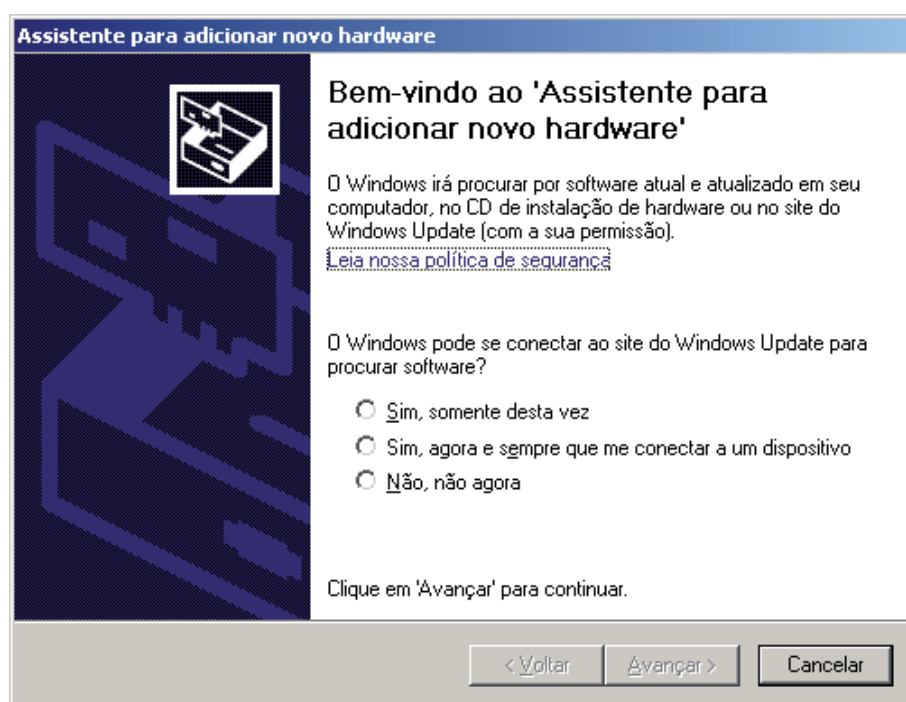 Assistente para adicionar novo hardware
Bem-vindo ao 'Assistente para
adicionar novo hardware'
O Windows irá procurar por software atual e atualizado em seu
computador, no CD de instalação de hardware ou no site do
Windows Update (com a sua permissão).
Leia nossa política de segurança
O Windows pode se conectar ao site do Windows Update para
procurar software?
Sim, somente desta vez
Sim, agora e sempre que me conectar a um dispositivo
Não, não agora
Clique em 'Avançar' para continuar.
< Voltar Avançar > Cancelar